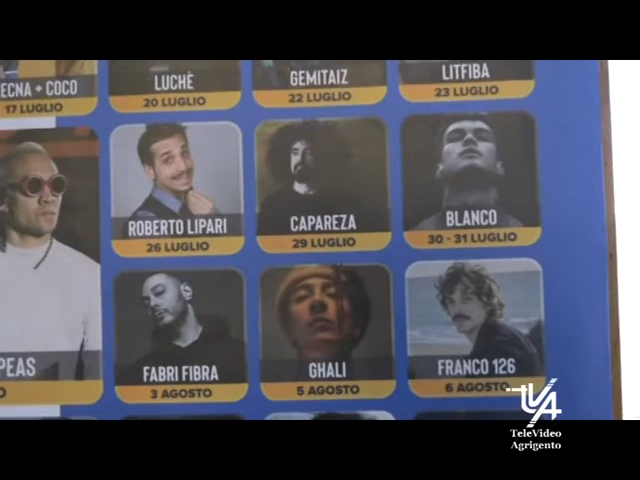 ECNA + COCO
17 LUGLIO
LUCHÈ
20 LUGLIO
GEMITAIZ
22 LUGLIO
LITFIBA
23 LUGLIO
ROBERTO LIPARI
26 LUGLIO
CAPAREZA
29 LUGLIO
BLANCO
30 - 31 LUGLIO
PEAS
O
FABRI FIBRA
3 AGOSTO
GHALI
5 AGOSTO
FRANCO 126
6 AGOSTO
TVA
TeleVideo
Agrigento